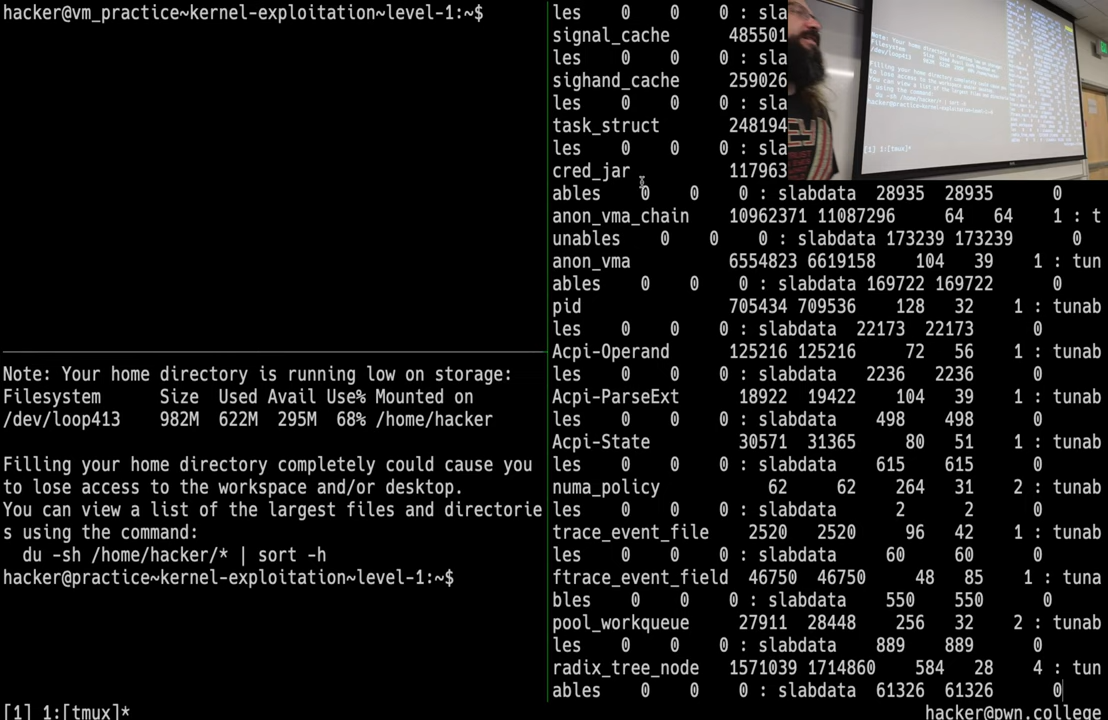 hacker@vm_practice~kernel-exploitation~level-1:~$
Note: Your home directory is running low on storage:
Filesystem Size Used Avail Use% Mounted on
/dev/loop413 982M 622M 295M 68% /home/hacker
Filling your home directory completely could cause you
to lose access to the workspace and/or desktop.
You can view a list of the largest files and directorie
s using the command:
du -sh /home/hacker/* | sort -h
hacker@practice~kernel-exploitation~level-1:~$
les 0 0 0 : sla
signal_cache 485501
les 0 0 0 : sla
sighand_cache 259026
les 0 0 0 : sla
task_struct 248194
les 0 0 0 : sla
cred_jar 117963
ables 0 0 0 : slabdata 28935 28935 0
anon_vma_chain 10962371 11087296 64 64 1 : t
unables 0 0 0 : slabdata 173239 173239 0
anon_vma 6554823 6619158 104 39 1 : tun
ables 0 0 0 : slabdata 169722 169722 0
pid 705434 709536 128 32 1 : tunab
les 0 0 0 : slabdata 22173 22173 0
Acpi-Operand 125216 125216 72 56 1 : tunab
les 0 0 0 : slabdata 2236 2236 0
Acpi-ParseExt 18922 19422 104 39 1 : tunab
les 0 0 0 : slabdata 498 498 0
Acpi-State 30571 31365 80 51 1 : tunab
les 0 0 0 : slabdata 615 615 0
numa_policy 62 62 264 31 2 : tunab
les 0 0 0 : slabdata 2 2 0
trace_event_file 2520 2520 96 42 1 : tunab
les 0 0 0 : slabdata 60 60 0
ftrace_event_field 46750 46750 48 85 1 : tuna
bles 0 0 0 : slabdata 550 550 0
pool_workqueue 27911 28448 256 32 2 : tunab
les 0 0 0 : slabdata 889 889 0
radix_tree_node 1571039 1714860 584 28 4 : tun
ables 0 0 0 : slabdata 61326 61326 0
[1] 1:[tmux]* hacker@pwn.college